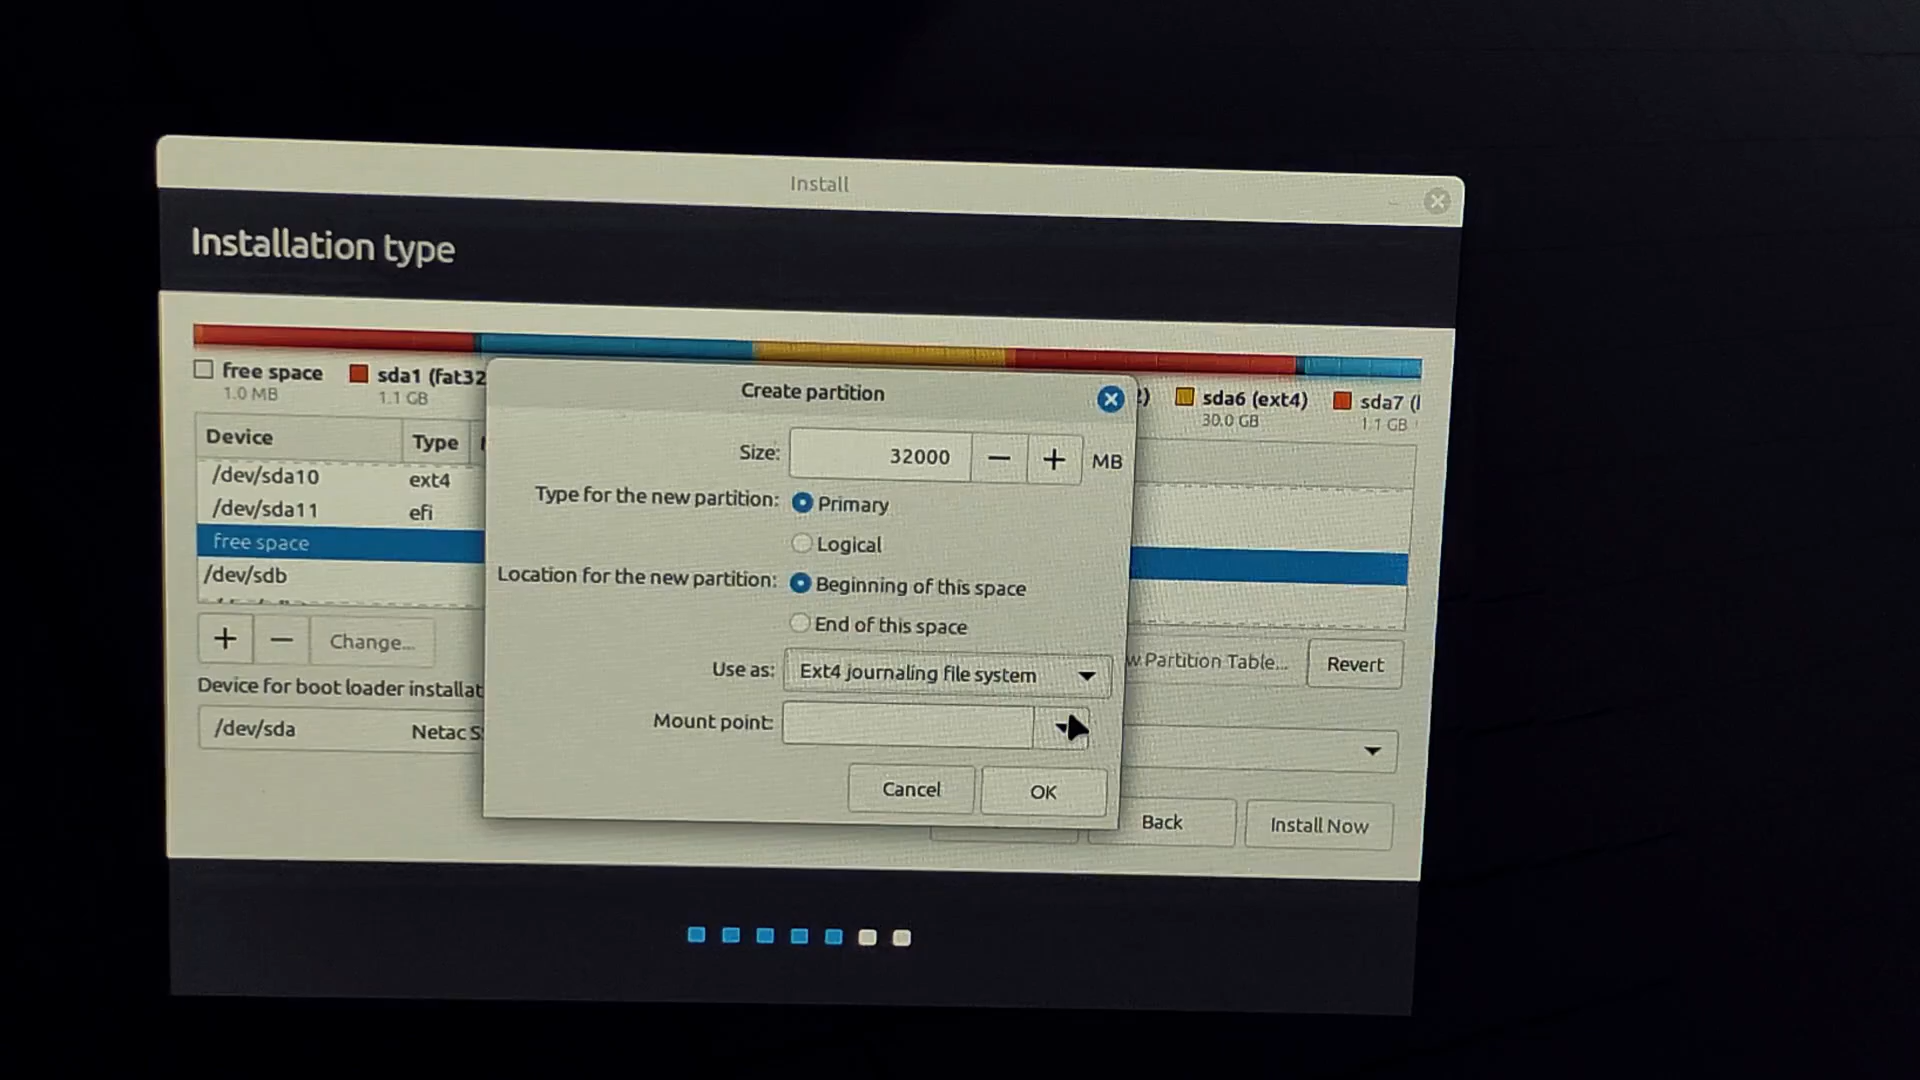 Install
Installation type
free space
1.0 MB
sda1 (fat32
1.1 GB
sda6 (ext4)
30.0 GB
sda7 (
1.1 GB
Device
Type
/dev/sda10
ext4
/dev/sda11
efi
free space
/dev/sdb
Create partition
Size:
32000
MB
Type for the new partition:
Primary
Logical
Location for the new partition:
Beginning of this space
End of this space
Use as:
Ext4 journaling file system
Mount point:
Cancel
OK
+
−
Change...
Partition Table...
Revert
Device for boot loader installat
/dev/sda
Netac S
Back
Install Now